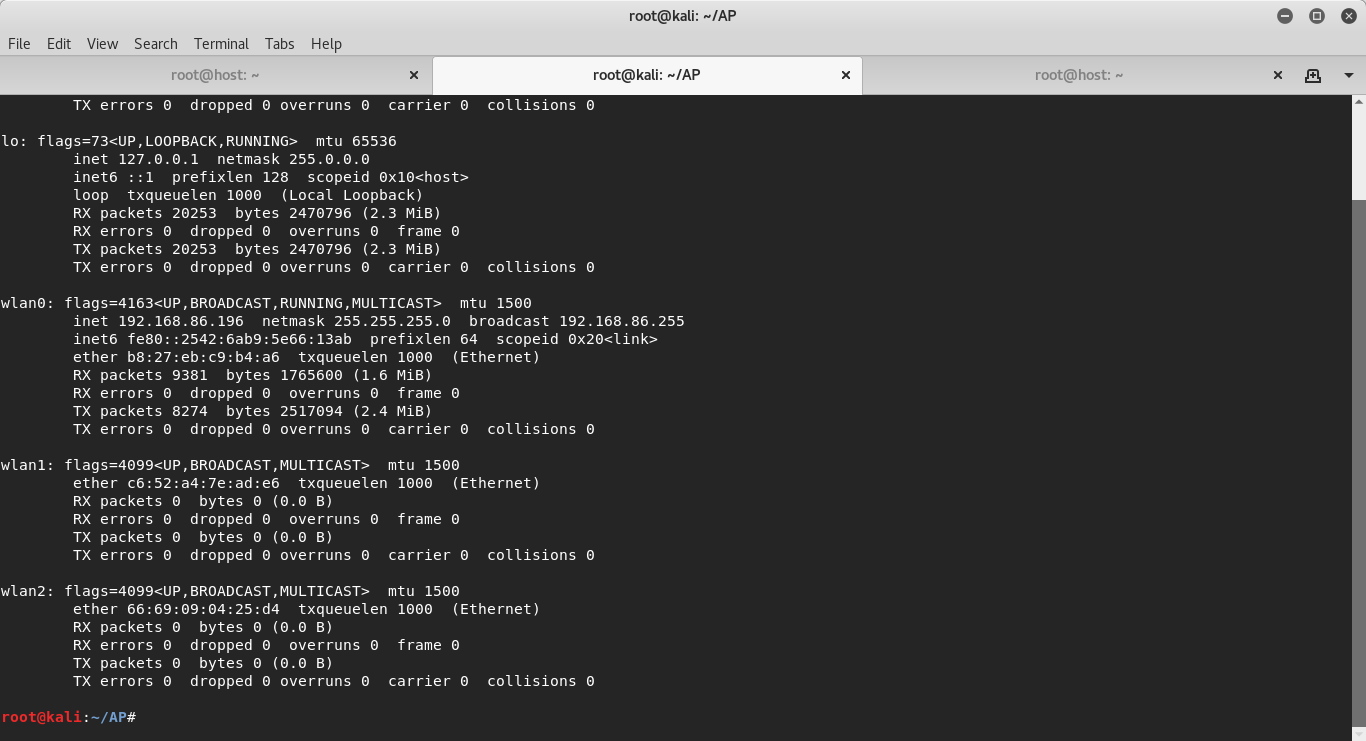 root@kali: ~/AP
File Edit View Search Terminal Tabs Help
root@host: ~ root@kali: ~/AP root@host: ~
TX errors 0  dropped 0 overruns 0  carrier 0  collisions 0
lo: flags=73<UP,LOOPBACK,RUNNING>  mtu 65536
inet 127.0.0.1  netmask 255.0.0.0
inet6 ::1  prefixlen 128  scopeid 0x10<host>
loop  txqueuelen 1000  (Local Loopback)
RX packets 20253  bytes 2470796 (2.3 MiB)
RX errors 0  dropped 0  overruns 0  frame 0
TX packets 20253  bytes 2470796 (2.3 MiB)
TX errors 0  dropped 0 overruns 0  carrier 0  collisions 0
wlan0: flags=4163<UP,BROADCAST,RUNNING,MULTICAST>  mtu 1500
inet 192.168.86.196  netmask 255.255.255.0  broadcast 192.168.86.255
inet6 fe80::2542:6ab9:5e66:13ab  prefixlen 64  scopeid 0x20<link>
ether b8:27:eb:c9:b4:a6  txqueuelen 1000  (Ethernet)
RX packets 9381  bytes 1765600 (1.6 MiB)
RX errors 0  dropped 0  overruns 0  frame 0
TX packets 8274  bytes 2517094 (2.4 MiB)
TX errors 0  dropped 0 overruns 0  carrier 0  collisions 0
wlan1: flags=4099<UP,BROADCAST,MULTICAST>  mtu 1500
ether c6:52:a4:7e:ad:e6  txqueuelen 1000  (Ethernet)
RX packets 0  bytes 0 (0.0 B)
RX errors 0  dropped 0  overruns 0  frame 0
TX packets 0  bytes 0 (0.0 B)
TX errors 0  dropped 0 overruns 0  carrier 0  collisions 0
wlan2: flags=4099<UP,BROADCAST,MULTICAST>  mtu 1500
ether 66:69:09:04:25:d4  txqueuelen 1000  (Ethernet)
RX packets 0  bytes 0 (0.0 B)
RX errors 0  dropped 0  overruns 0  frame 0
TX packets 0  bytes 0 (0.0 B)
TX errors 0  dropped 0 overruns 0  carrier 0  collisions 0
root@kali:~/AP#